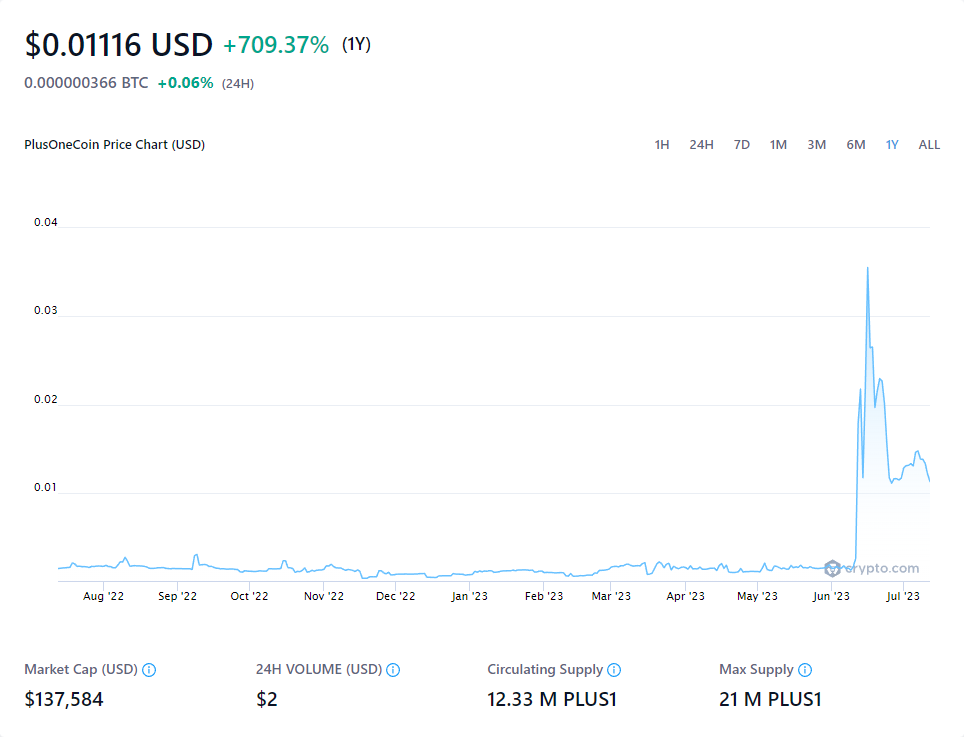 $0.01116 USD +709.37% (1Y)
0.000000366 BTC +0.06% (24H)
PlusOneCoin Price Chart (USD) 1H 24H 7D 1M 3M 6M 1Y ALL
0.04
0.03
0.02
0.01
crypto.com
Aug '22 Sep '22 Oct '22 Nov '22 Dec '22 Jan '23 Feb '23 Mar '23 Apr '23 May '23 Jun '23 Jul '23
Market Cap (USD) 24H VOLUME (USD) Circulating Supply Max Supply
$137,584 $2 12.33 M PLUS1 21 M PLUS1